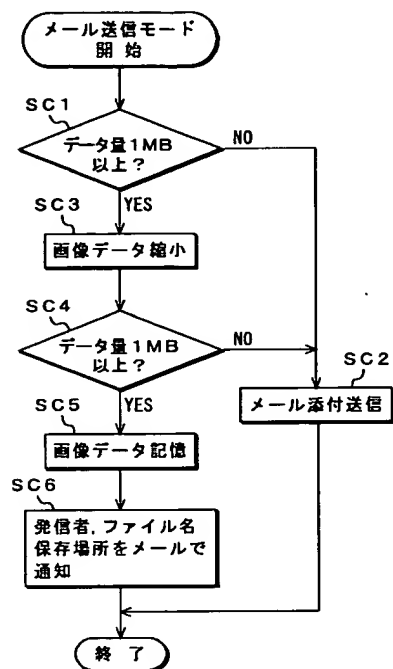 メール送信モード
開始
SC1
データ量1MB
以上?
NO
YES
SC3
画像データ縮小
SC4
データ量1MB
以上?
NO
YES
SC2
メール添付送信
SC5
画像データ記憶
SC6
発信者,ファイル名
保存場所をメールで
通知
終了